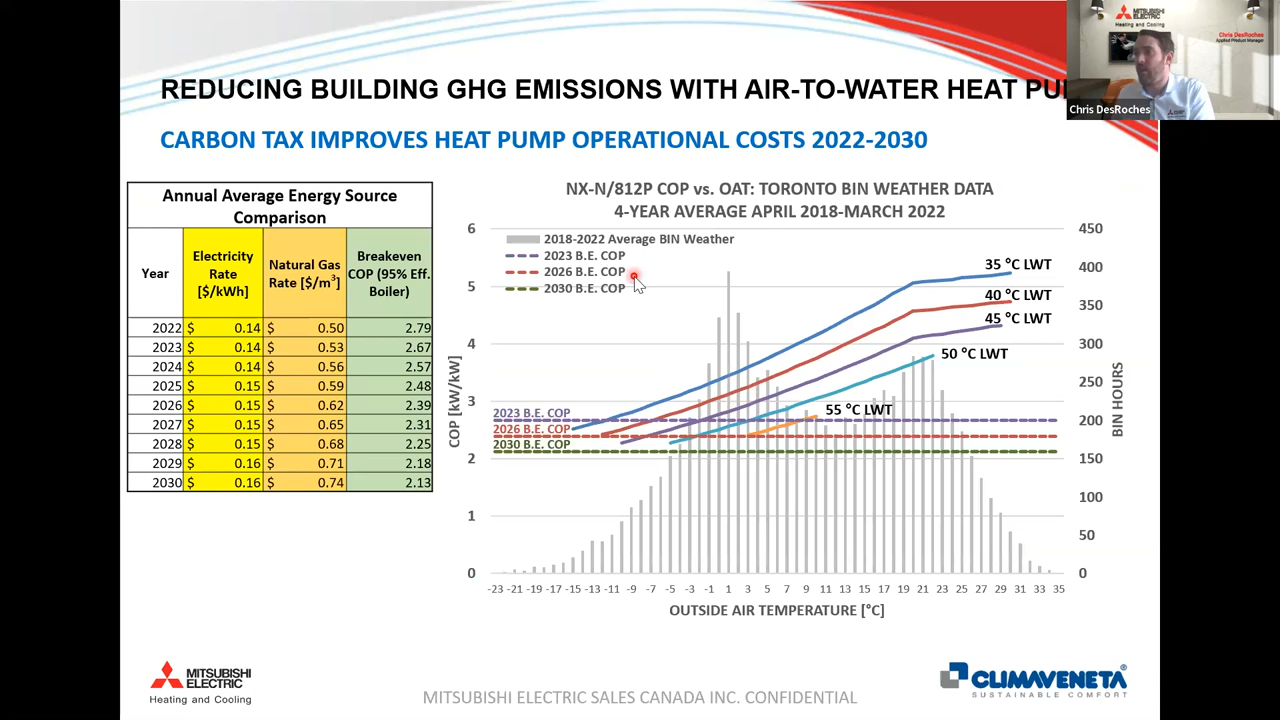 REDUCING BUILDING GHG EMISSIONS WITH AIR-TO-WATER HEAT PU
CARBON TAX IMPROVES HEAT PUMP OPERATIONAL COSTS 2022-2030
MITSUBISHI
ELECTRIC
Heating and Cooling
Chris DesRoches
Applied Product Manager
Chris DesRoches
Annual Average Energy Source
Comparison
Year
Electricity
Rate
[$/kWh]
Natural Gas
Rate [$/m³]
Breakeven
COP (95% Eff.
Boiler)
2022 $ 0.14 $ 0.50 2.79
2023 $ 0.14 $ 0.53 2.67
2024 $ 0.14 $ 0.56 2.57
2025 $ 0.15 $ 0.59 2.48
2026 $ 0.15 $ 0.62 2.39
2027 $ 0.15 $ 0.65 2.31
2028 $ 0.15 $ 0.68 2.25
2029 $ 0.16 $ 0.71 2.18
2030 $ 0.16 $ 0.74 2.13
NX-N/812P COP vs. OAT: TORONTO BIN WEATHER DATA
4-YEAR AVERAGE APRIL 2018-MARCH 2022
2018-2022 Average BIN Weather
2023 B.E. COP
2026 B.E. COP
2030 B.E. COP
35 °C LWT
40 °C LWT
45 °C LWT
50 °C LWT
55 °C LWT
2023 B.E. COP
2026 B.E. COP
2030 B.E. COP
COP [kW/kW]
6
5
4
3
2
1
0
BIN HOURS
450
400
350
300
250
200
150
100
50
0
-23 -21 -19 -17 -15 -13 -11 -9 -7 -5 -3 -1 1 3 5 7 9 11 13 15 17 19 21 23 25 27 29 31 33 35
OUTSIDE AIR TEMPERATURE [°C]
MITSUBISHI
ELECTRIC
Heating and Cooling
MITSUBISHI ELECTRIC SALES CANADA INC. CONFIDENTIAL
CLIMAVENETA
SUSTAINABLE COMFORT